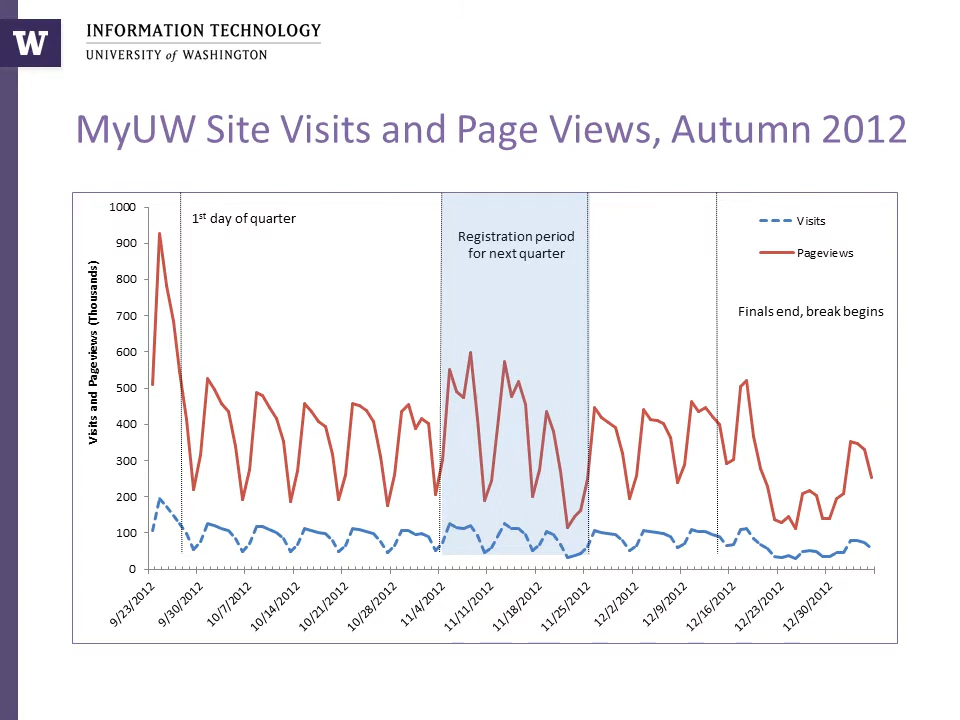 W
INFORMATION TECHNOLOGY
UNIVERSITY of WASHINGTON
MyUW Site Visits and Page Views, Autumn 2012
1st day of quarter
Registration period
for next quarter
Visits
Pageviews
Finals end, break begins
Visits and Pageviews (Thousands)
1000
900
800
700
600
500
400
300
200
100
0
9/23/2012
9/30/2012
10/7/2012
10/14/2012
10/21/2012
10/28/2012
11/4/2012
11/11/2012
11/18/2012
11/25/2012
12/2/2012
12/9/2012
12/16/2012
12/23/2012
12/30/2012